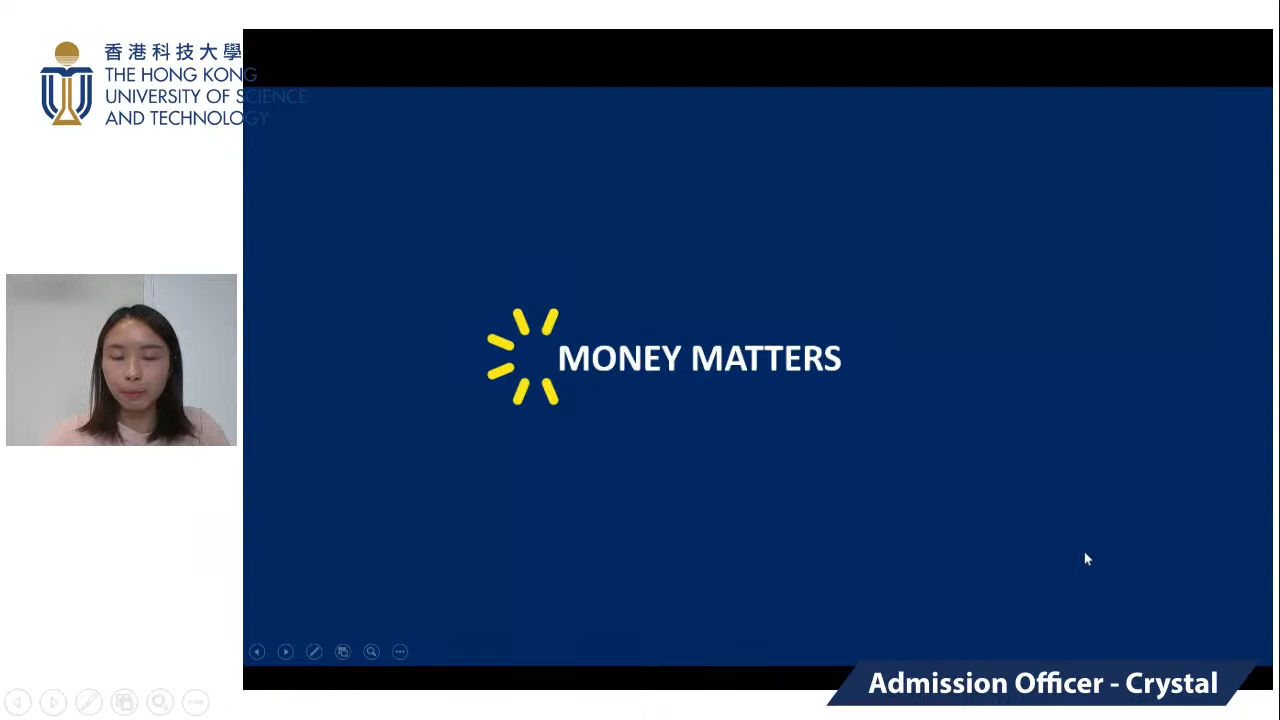 香港科技大學
THE HONG KONG
UNIVERSITY OF SCIENCE
AND TECHNOLOGY
MONEY MATTERS
Admission Officer - Crystal